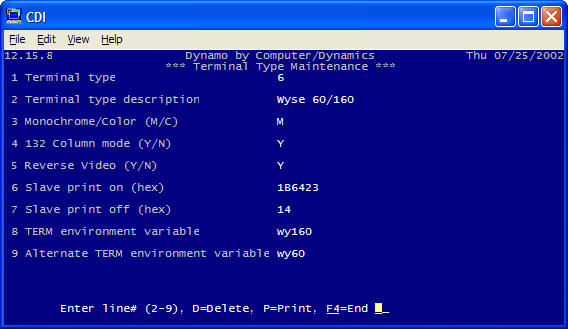 CDI
File Edit View Help
12.15.8 Dynamo by Computer/Dynamics Thu 07/25/2002
*** Terminal Type Maintenance ***
1 Terminal type 6
2 Terminal type description Wyse 60/160
3 Monochrome/Color (M/C) M
4 132 Column mode (Y/N) Y
5 Reverse Video (Y/N) Y
6 Slave print on (hex) 1B6423
7 Slave print off (hex) 14
8 TERM environment variable wy160
9 Alternate TERM environment variable wy60
Enter line# (2-9), D=Delete, P=Print, F4=End